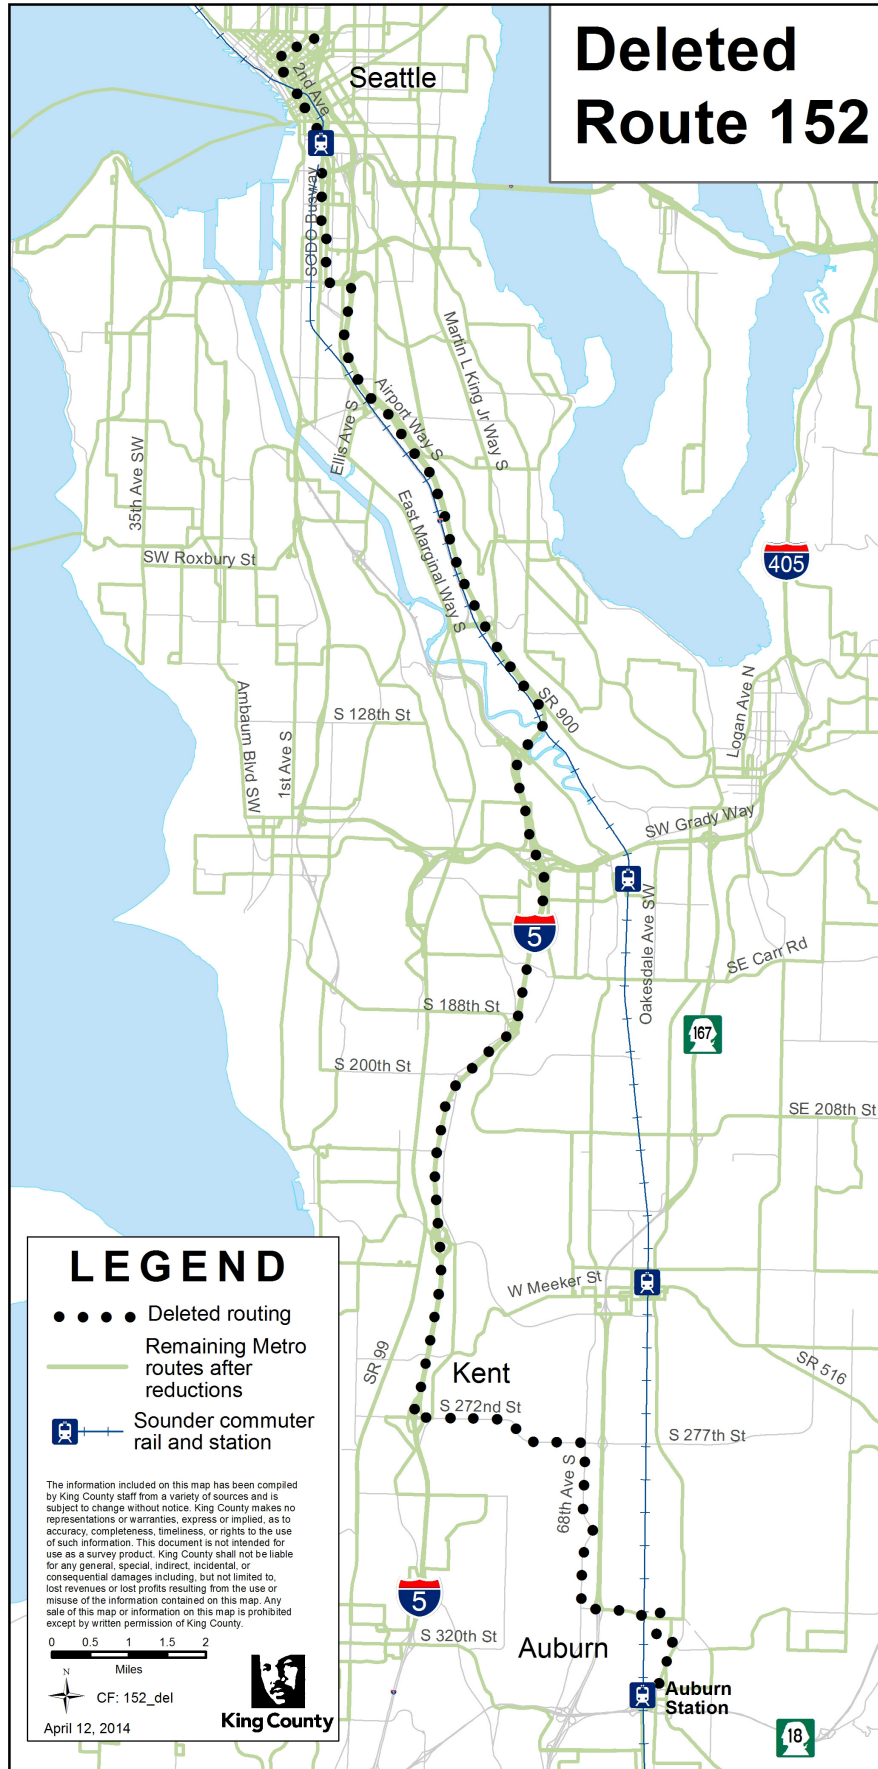 Deleted
Route 152
Seattle
2nd Ave
SODO Busway
Martin L King Jr Way S
Airport Way S
Ellis Ave S
35th Ave SW
East Marginal Way S
SW Roxbury St
405
SR 900
Logan Ave N
Ambaum Blvd SW
1st Ave S
S 128th St
SW Grady Way
Oakesdale Ave SW
5
SE Carr Rd
S 188th St
167
S 200th St
SE 208th St
W Meeker St
SR 99
SR 516
Kent
S 272nd St
S 277th St
68th Ave S
5
S 320th St
Auburn
Auburn
Station
18
LEGEND
Deleted routing
Remaining Metro
routes after
reductions
Sounder commuter
rail and station
The information included on this map has been compiled
by King County staff from a variety of sources and is
subject to change without notice. King County makes no
representations or warranties, express or implied, as to
accuracy, completeness, timeliness, or rights to the use
of such information. This document is not intended for
use as a survey product. King County shall not be liable
for any general, special, indirect, incidental, or
consequential damages including, but not limited to,
lost revenues or lost profits resulting from the use or
misuse of the information contained on this map. Any
sale of this map or information on this map is prohibited
except by written permission of King County.
0 0.5 1 1.5 2
Miles
N
CF: 152_del
April 12, 2014
King County